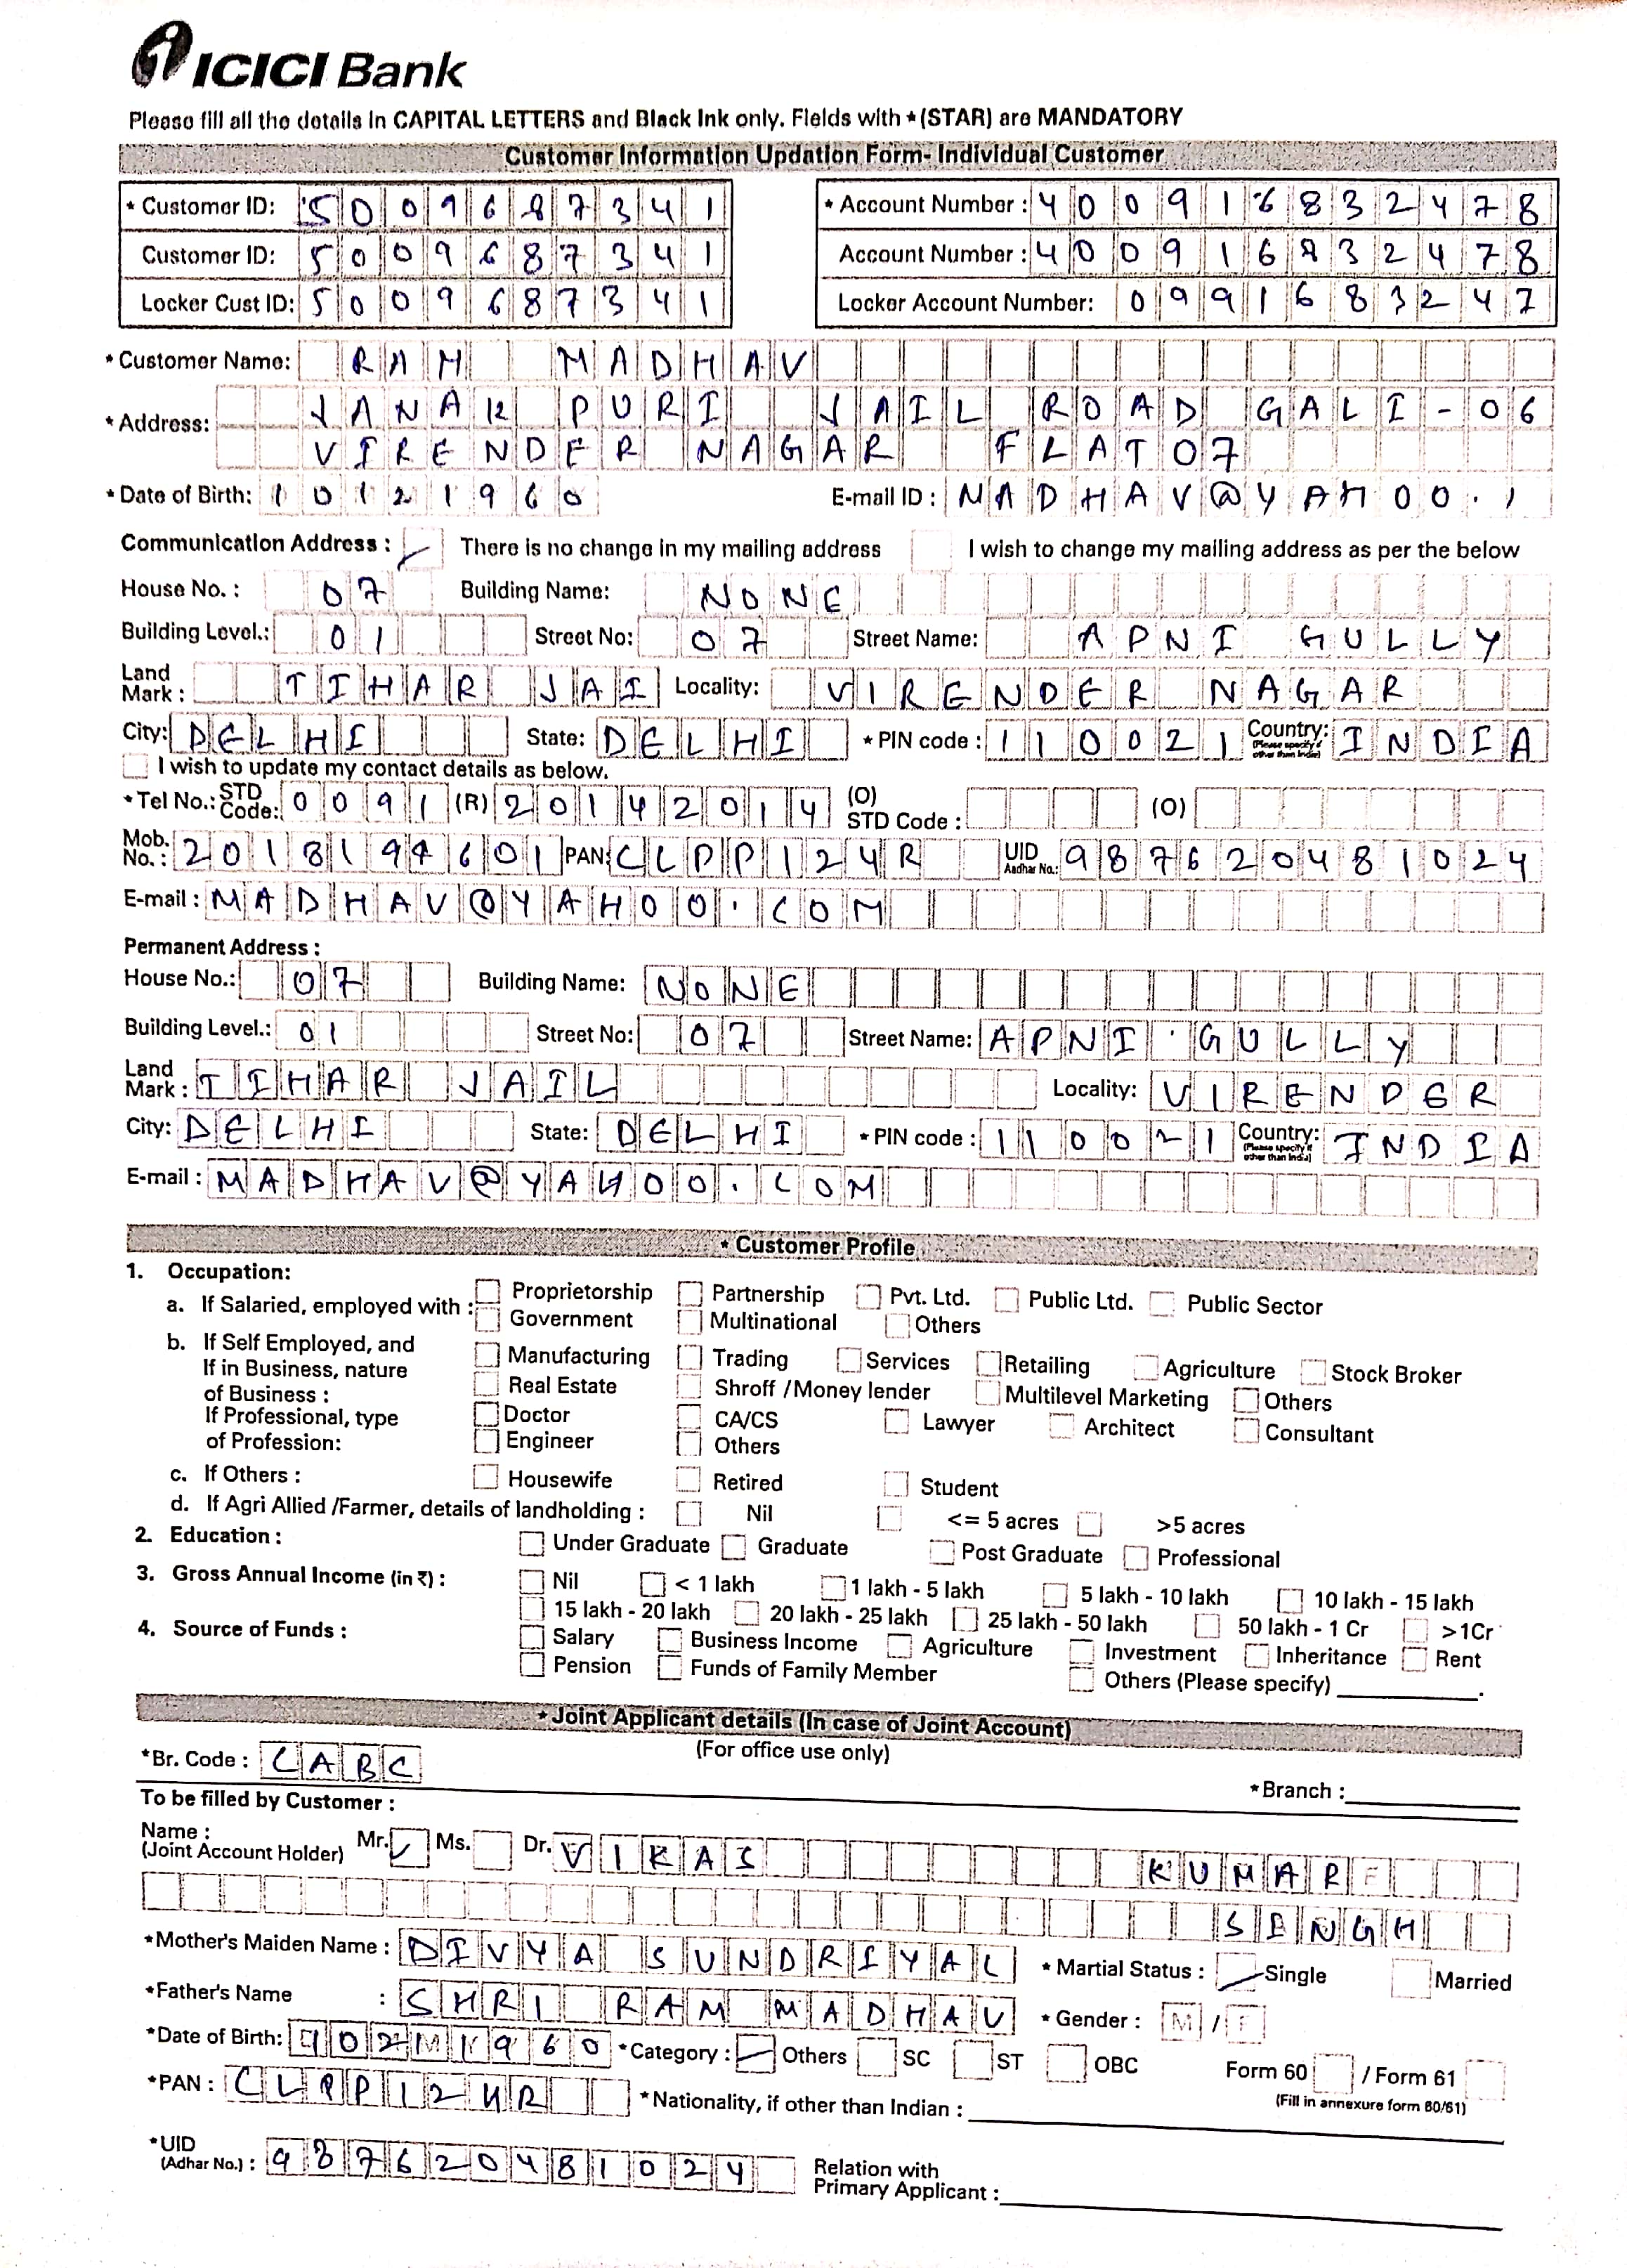 ICICI Bank
Please fill all the details in CAPITAL LETTERS and Black Ink only. Fields with *(STAR) are MANDATORY
Customer Information Updation Form- Individual Customer
* Customer ID: 5009687341 * Account Number : 400916832478
Customer ID: 5009687341 Account Number : 400916832478
Locker Cust ID: 5009687341 Locker Account Number: 0991683247
* Customer Name: RAM MADHAV
* Address: JANAK PURI JAIL ROAD GALI-06
VIRENDER NAGAR FLAT07
* Date of Birth: 10121960 E-mail ID : MADHAV@YAHOO.
Communication Address : There is no change in my mailing address I wish to change my mailing address as per the below
House No. : 07 Building Name: NONE
Building Level.: 01 Street No: 07 Street Name: APNI GULLY
Land Mark : TIHAR JAI Locality: VIRENDER NAGAR
City: DELHI State: DELHI * PIN code : 110021 Country: (Please specify if other than India) INDIA
I wish to update my contact details as below.
* Tel No.: STD Code: 0091 (R) 20142014 (O) STD Code : (O)
Mob. No. : 2018194601 PAN: CLPP124R UID Aadhar No.: 987620481024
E-mail : MADHAV@YAHOO.COM
Permanent Address :
House No.: 07 Building Name: NONE
Building Level.: 01 Street No: 07 Street Name: APNI GULLY
Land Mark : TIHAR JAIL Locality: VIRENDER
City: DELHI State: DELHI * PIN code : 110021 Country: (Please specify if other than India) INDIA
E-mail : MADHAV@YAHOO.COM
* Customer Profile
1. Occupation:
a. If Salaried, employed with : Proprietorship Partnership Pvt. Ltd. Public Ltd. Public Sector
Government Multinational Others
b. If Self Employed, and If in Business, nature of Business : Manufacturing Trading Services Retailing Agriculture Stock Broker
Real Estate Shroff /Money lender Multilevel Marketing Others
If Professional, type of Profession: Doctor CA/CS Lawyer Architect Consultant
Engineer Others
c. If Others : Housewife Retired Student
d. If Agri Allied /Farmer, details of landholding : Nil <= 5 acres >5 acres
2. Education : Under Graduate Graduate Post Graduate Professional
3. Gross Annual Income (in ₹) : Nil < 1 lakh 1 lakh - 5 lakh 5 lakh - 10 lakh 10 lakh - 15 lakh
15 lakh - 20 lakh 20 lakh - 25 lakh 25 lakh - 50 lakh 50 lakh - 1 Cr >1Cr
4. Source of Funds : Salary Business Income Agriculture Investment Inheritance Rent
Pension Funds of Family Member Others (Please specify)
* Joint Applicant details (In case of Joint Account)
(For office use only)
*Br. Code : CABC * Branch :
To be filled by Customer :
Name : (Joint Account Holder) Mr. Ms. Dr. VIKAS KUMAR
SINGH
*Mother's Maiden Name : DIVYA SUNDRIYAL * Martial Status : Single Married
*Father's Name : SHRI RAM MADHAV * Gender : M / F
*Date of Birth: 1960 *Category : Others SC ST OBC Form 60 / Form 61
(Fill in annexure form 60/61)
*PAN : CLPP124R *Nationality, if other than Indian :
*UID (Adhar No.) : 987620481024 Relation with Primary Applicant :